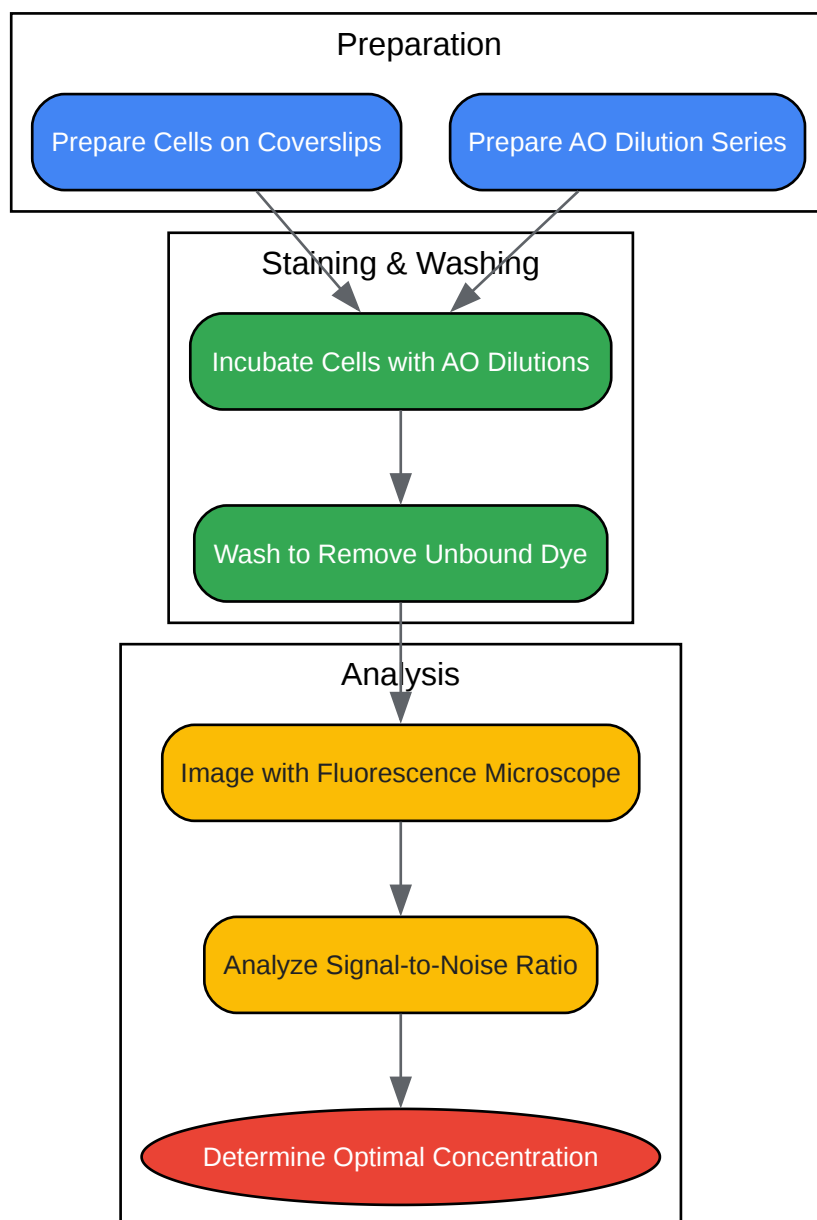 Preparation
Prepare Cells on Coverslips
Prepare AO Dilution Series
Staining & Washing
Incubate Cells with AO Dilutions
Wash to Remove Unbound Dye
Analysis
Image with Fluorescence Microscope
Analyze Signal-to-Noise Ratio
Determine Optimal Concentration